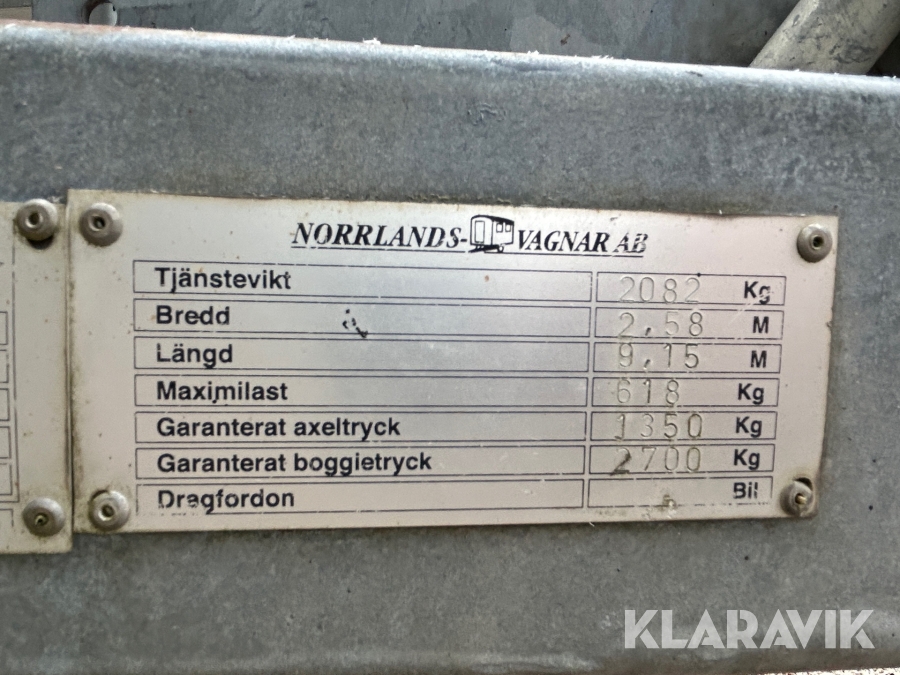 NORRLANDS-VAGNAR AB
Tjänstevikt 2082 Kg
Bredd 2,58 M
Längd 9,15 M
Maximilast 618 Kg
Garanterat axeltryck 1350 Kg
Garanterat boggietryck 2700 Kg
Dragfordon Bil
KLARAVIK